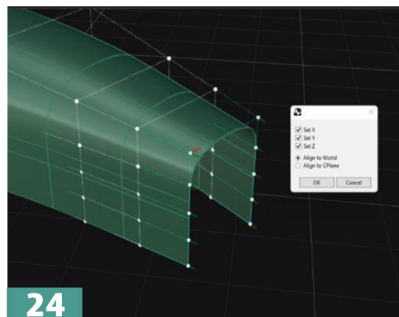 Set X
Set Y
Set Z
Align to World
Align to CPlane
OK Cancel
24